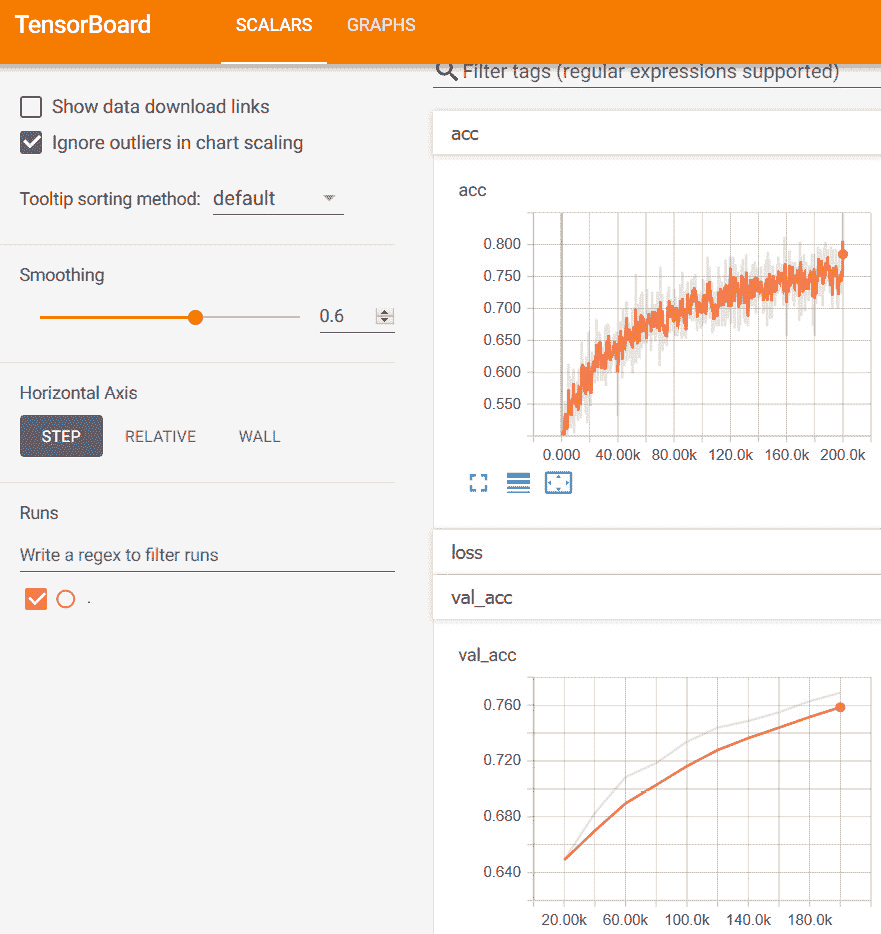 TensorBoard SCALARS GRAPHS
Show data download links
Ignore outliers in chart scaling
Tooltip sorting method: default
Smoothing
0.6
Horizontal Axis
STEP RELATIVE WALL
Runs
Write a regex to filter runs
.
Filter tags (regular expressions supported)
acc
acc
0.800
0.750
0.700
0.650
0.600
0.550
0.000 40.00k 80.00k 120.0k 160.0k 200.0k
loss
val_acc
val_acc
0.760
0.720
0.680
0.640
20.00k 60.00k 100.0k 140.0k 180.0k